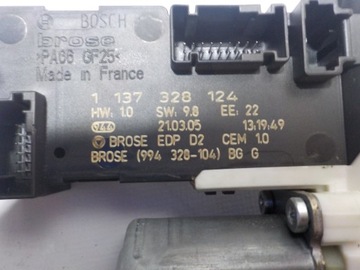 BOSCH
brose
>PA66 GF25<
Made in France
1 137 328 124
HW: 1.0 SW: 9.8 EE: 22
21.03.05 13:19:49
BROSE EDP D2 CEM 1.0
BROSE (994 328-104) BG G